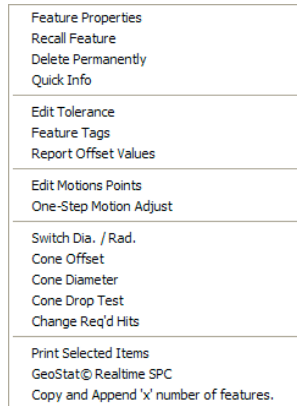 Feature Properties
Recall Feature
Delete Permanently
Quick Info
Edit Tolerance
Feature Tags
Report Offset Values
Edit Motions Points
One-Step Motion Adjust
Switch Dia. / Rad.
Cone Offset
Cone Diameter
Cone Drop Test
Change Req'd Hits
Print Selected Items
GeoStat© Realtime SPC
Copy and Append 'x' number of features.